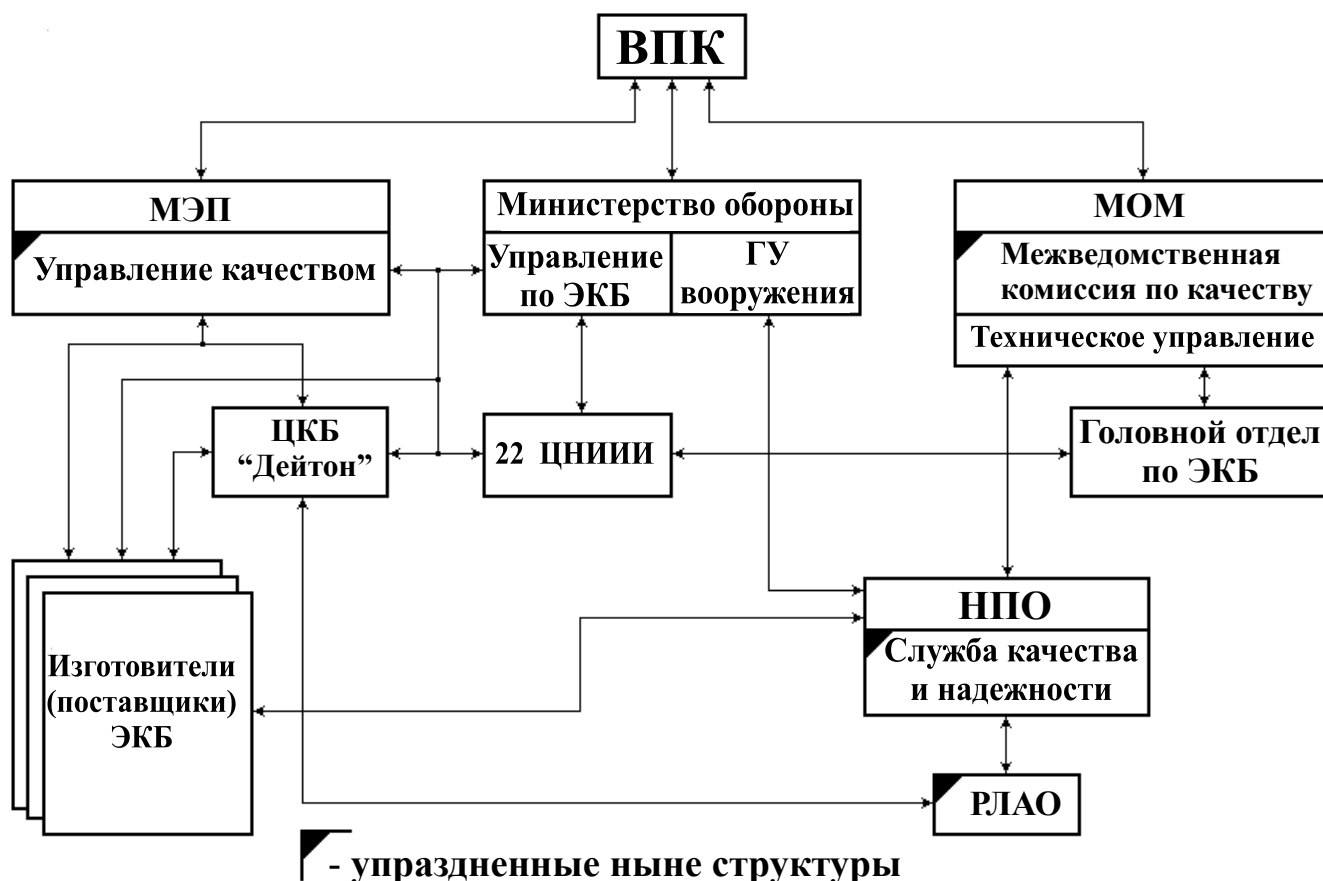 ВПК
МЭП
Управление качеством
Министерство обороны
Управление
по ЭКБ
ГУ
вооружения
МОМ
Межведомственная
комиссия по качеству
Техническое управление
ЦКБ
“Дейтон”
22 ЦНИИИ
Головной отдел
по ЭКБ
Изготовители
(поставщики)
ЭКБ
НПО
Служба качества
и надежности
РЛАО
- упраздненные ныне структуры